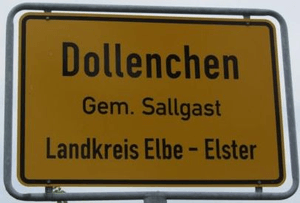 Dollenchen
Gem. Sallgast
Landkreis Elbe - Elster